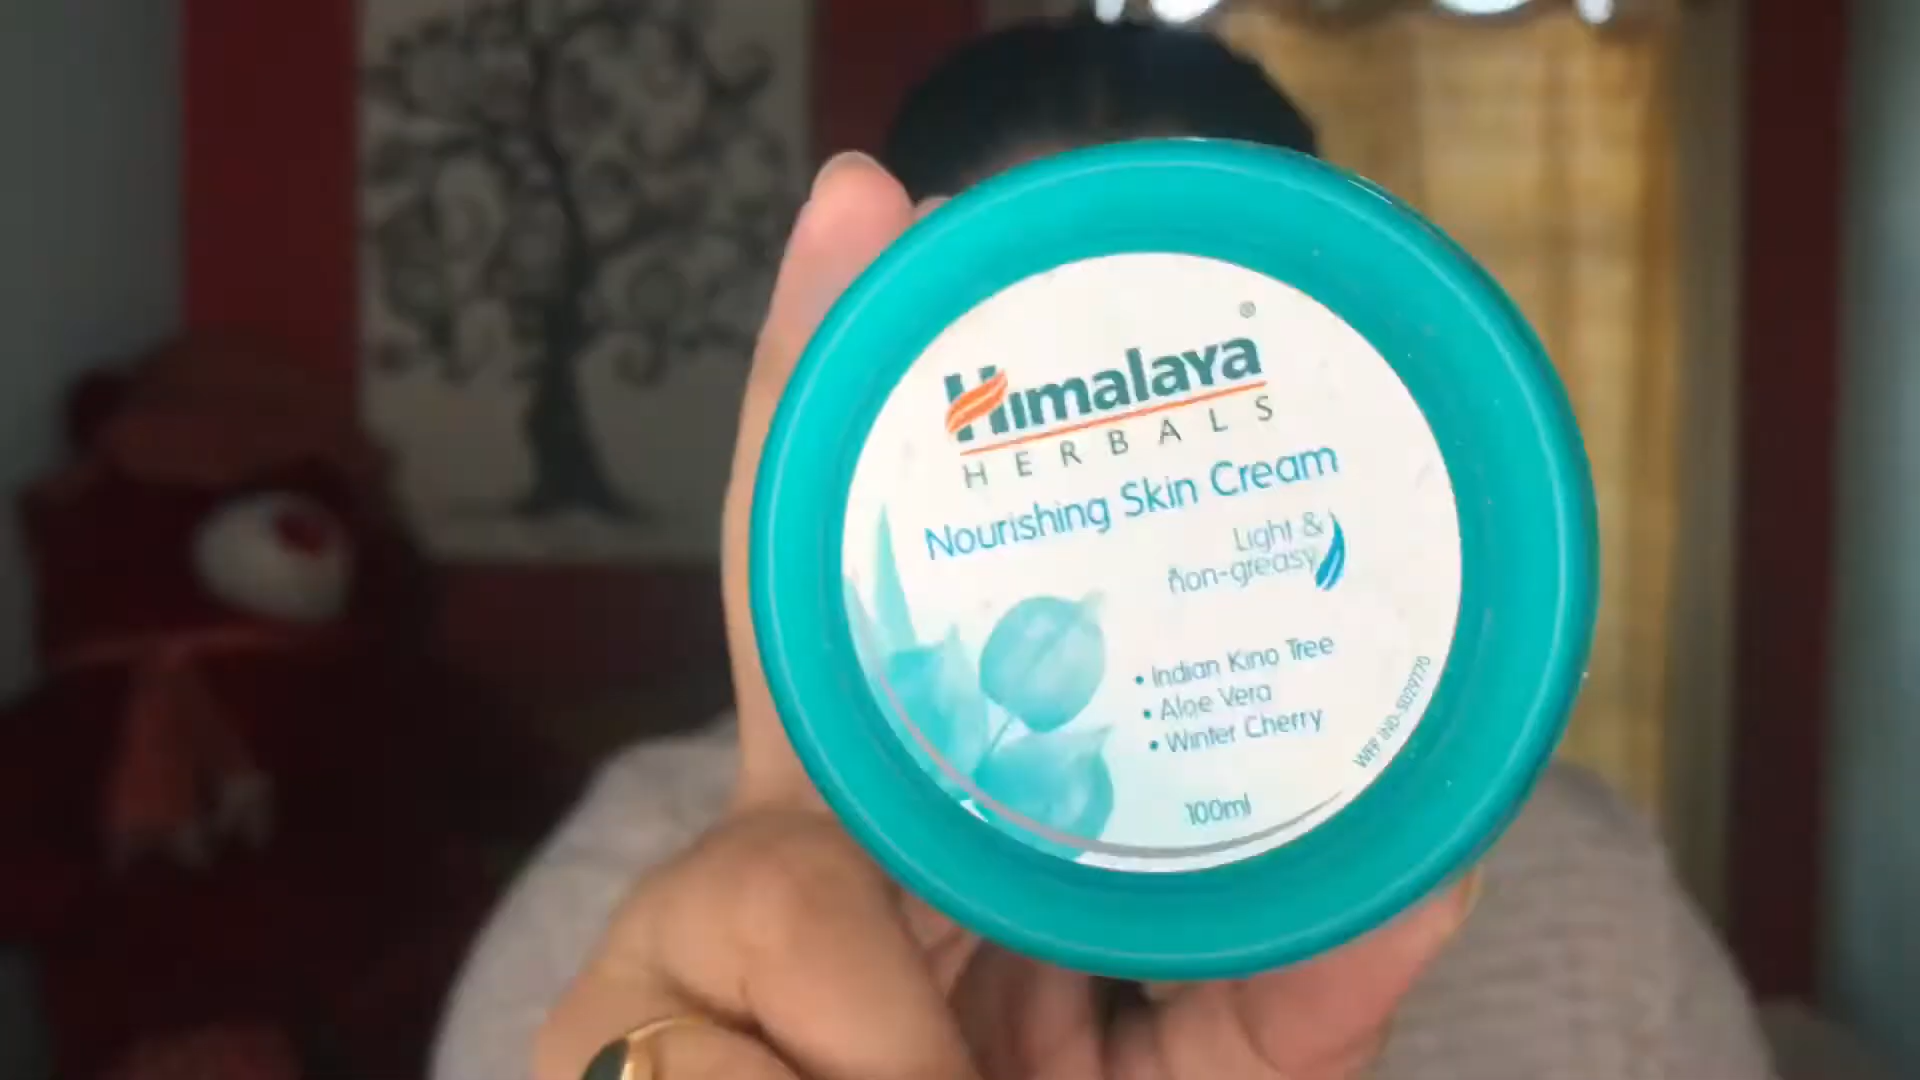 Himalaya®
HERBALS
Nourishing Skin Cream
Light &
non-greasy
• Indian Kino Tree
• Aloe Vera
• Winter Cherry
100ml